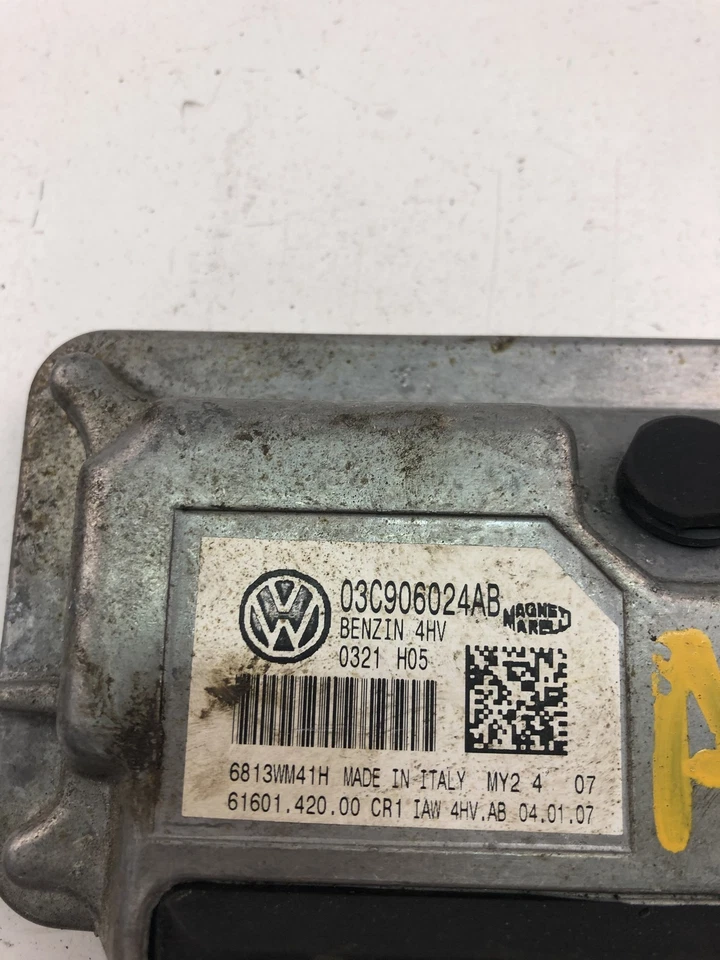 03C906024AB
MAGNETI
MARELLI
BENZIN 4HV
0321 H05
6813WM41H MADE IN ITALY MY2 4 07
61601.420.00 CR1 IAW 4HV.AB 04.01.07